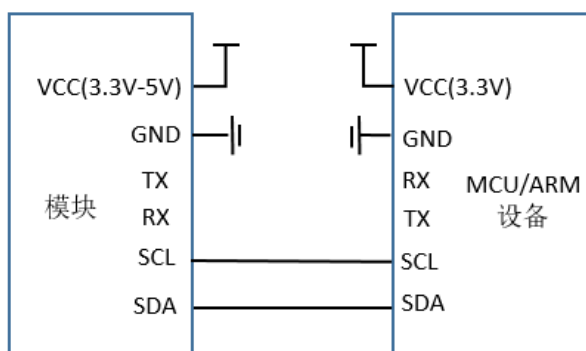 VCC(3.3V-5V)
GND
TX
RX
SCL
SDA
模块
VCC(3.3V)
GND
RX
TX
SCL
SDA
MCU/ARM
设备